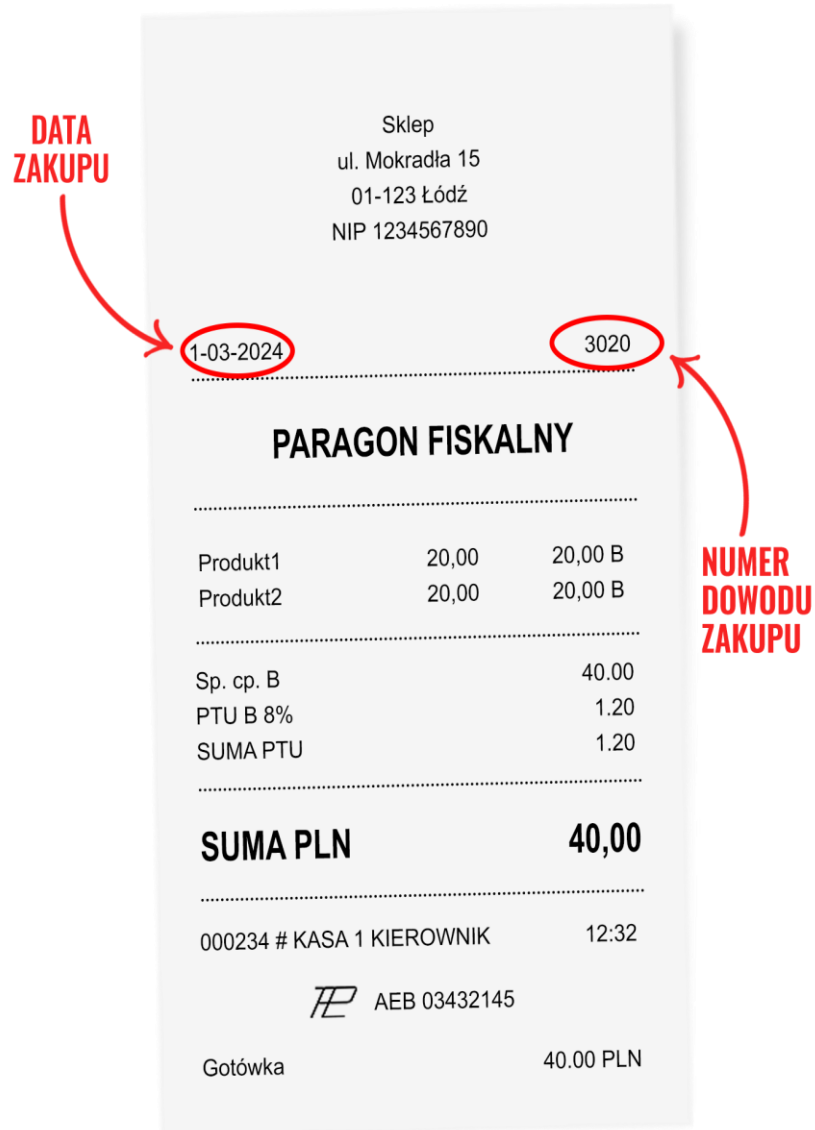 DATA
ZAKUPU
Sklep
ul. Mokradła 15
01-123 Łódź
NIP 1234567890
1-03-2024 3020
PARAGON FISKALNY
Produkt1 20,00 20,00 B
Produkt2 20,00 20,00 B
NUMER
DOWODU
ZAKUPU
Sp. cp. B 40.00
PTU B 8% 1.20
SUMA PTU 1.20
SUMA PLN 40,00
000234 # KASA 1 KIEROWNIK 12:32
AEB 03432145
Gotówka 40.00 PLN